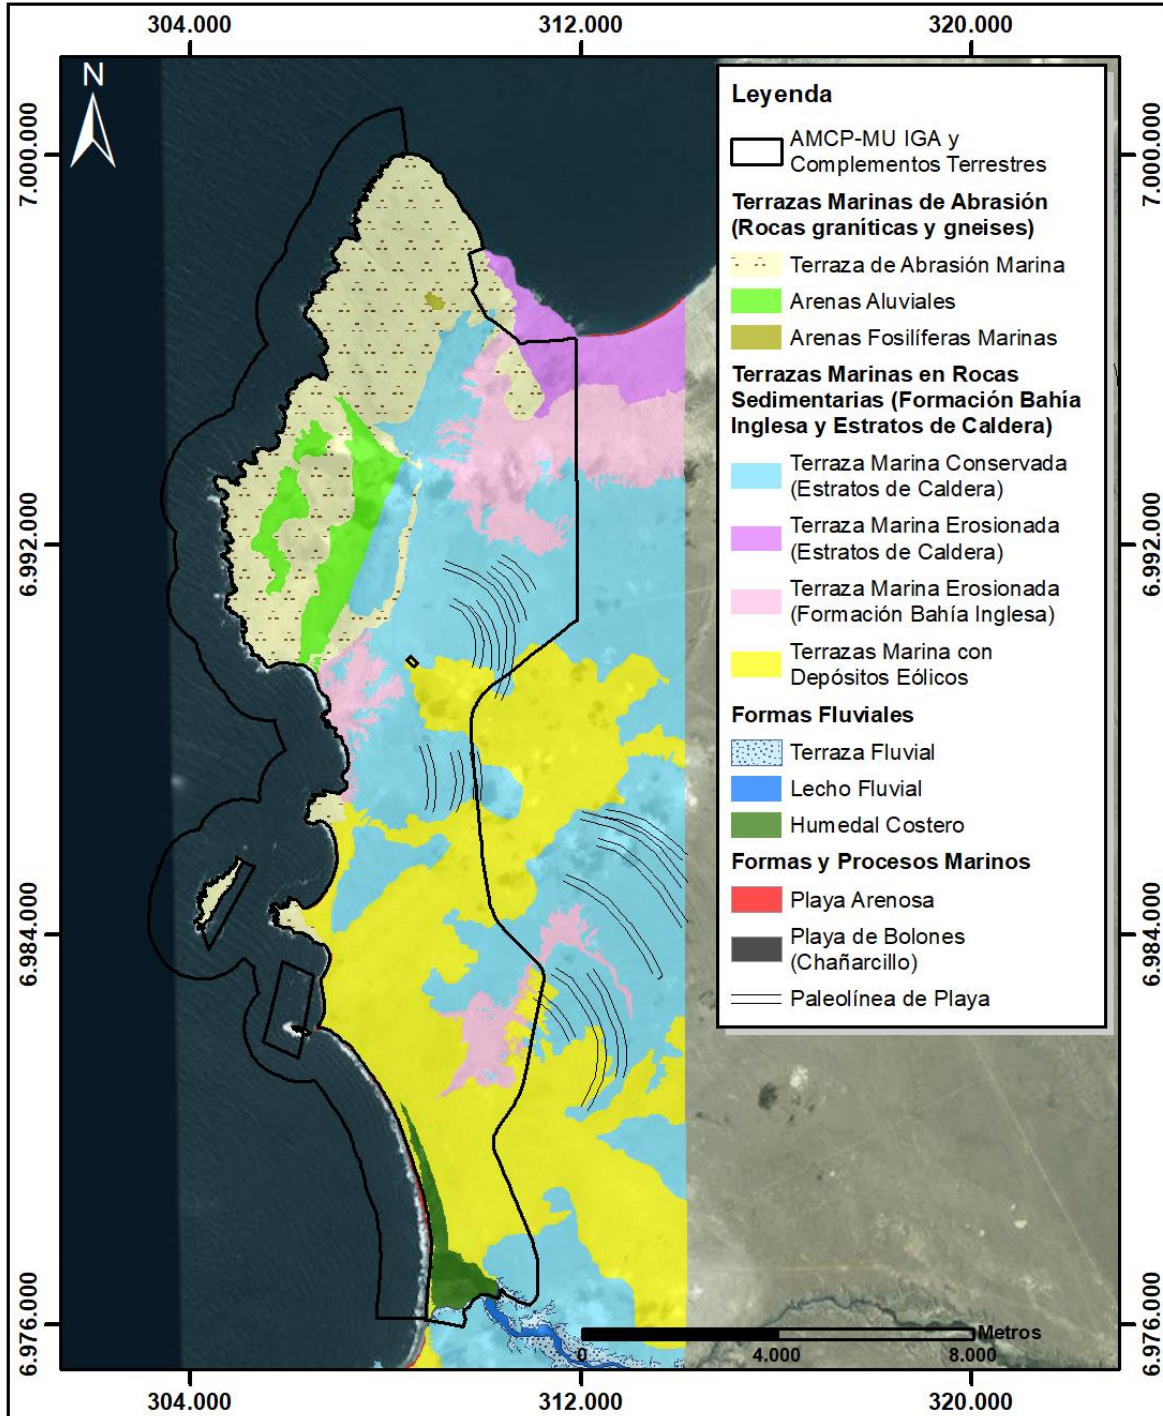 304.000
312.000
320.000
N
7.000.000
7.000.000
6.992.000
6.992.000
6.984.000
6.984.000
6.976.000
6.976.000
Leyenda
AMCP-MU IGA y
Complementos Terrestres
Terrazas Marinas de Abrasión
(Rocas graníticas y gneises)
Terraza de Abrasión Marina
Arenas Aluviales
Arenas Fosilíferas Marinas
Terrazas Marinas en Rocas
Sedimentarias (Formación Bahía
Inglesa y Estratos de Caldera)
Terraza Marina Conservada
(Estratos de Caldera)
Terraza Marina Erosionada
(Estratos de Caldera)
Terraza Marina Erosionada
(Formación Bahía Inglesa)
Terrazas Marina con
Depósitos Eólicos
Formas Fluviales
Terraza Fluvial
Lecho Fluvial
Humedal Costero
Formas y Procesos Marinos
Playa Arenosa
Playa de Bolones
(Chañarcillo)
Paleolínea de Playa
Metros
0 4.000 8.000
304.000
312.000
320.000